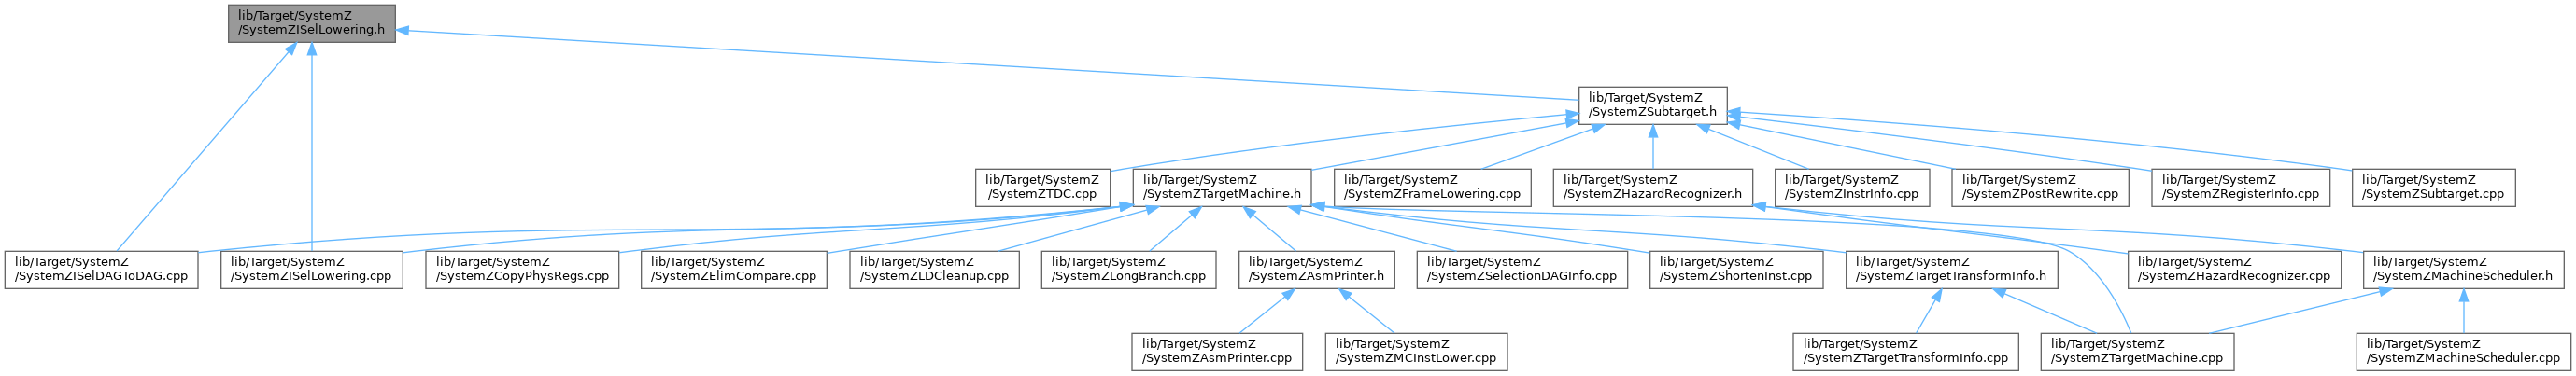 lib/Target/SystemZ
/SystemZISelLowering.h
lib/Target/SystemZ
/SystemZSubtarget.h
lib/Target/SystemZ
/SystemZTDC.cpp
lib/Target/SystemZ
/SystemZTargetMachine.h
lib/Target/SystemZ
/SystemZFrameLowering.cpp
lib/Target/SystemZ
/SystemZHazardRecognizer.h
lib/Target/SystemZ
/SystemZInstrInfo.cpp
lib/Target/SystemZ
/SystemZPostRewrite.cpp
lib/Target/SystemZ
/SystemZRegisterInfo.cpp
lib/Target/SystemZ
/SystemZSubtarget.cpp
lib/Target/SystemZ
/SystemZISelDAGToDAG.cpp
lib/Target/SystemZ
/SystemZISelLowering.cpp
lib/Target/SystemZ
/SystemZCopyPhysRegs.cpp
lib/Target/SystemZ
/SystemZElimCompare.cpp
lib/Target/SystemZ
/SystemZLDCleanup.cpp
lib/Target/SystemZ
/SystemZLongBranch.cpp
lib/Target/SystemZ
/SystemZAsmPrinter.h
lib/Target/SystemZ
/SystemZSelectionDAGInfo.cpp
lib/Target/SystemZ
/SystemZShortenInst.cpp
lib/Target/SystemZ
/SystemZTargetTransformInfo.h
lib/Target/SystemZ
/SystemZHazardRecognizer.cpp
lib/Target/SystemZ
/SystemZMachineScheduler.h
lib/Target/SystemZ
/SystemZAsmPrinter.cpp
lib/Target/SystemZ
/SystemZMCInstLower.cpp
lib/Target/SystemZ
/SystemZTargetTransformInfo.cpp
lib/Target/SystemZ
/SystemZTargetMachine.cpp
lib/Target/SystemZ
/SystemZMachineScheduler.cpp